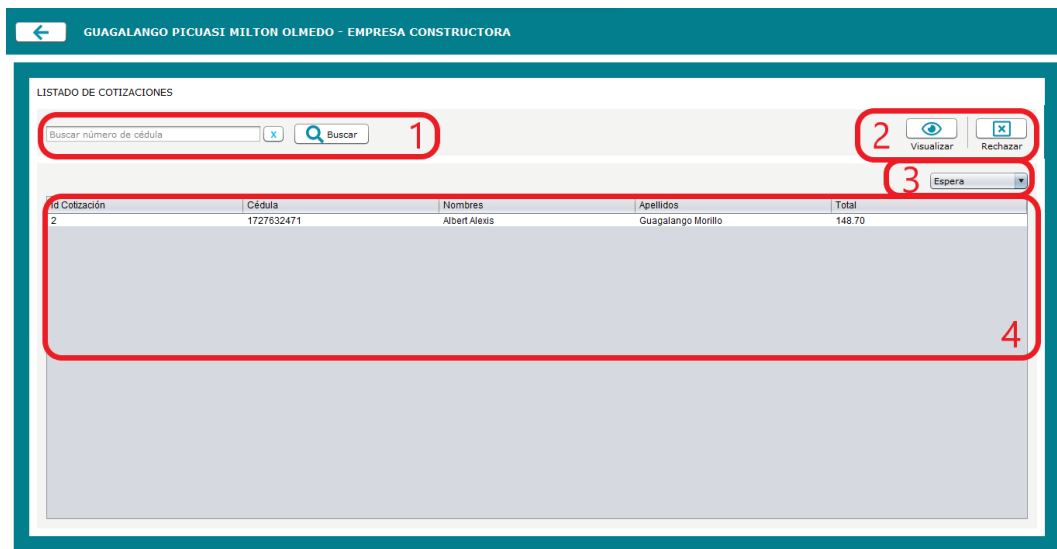 GUAGALANGO PICUASI MILTON OLMEDO - EMPRESA CONSTRUCTORA
LISTADO DE COTIZACIONES
Buscar número de cédula x Buscar 1
2 Visualizar Rechazar
3 Espera
Id Cotización Cédula Nombres Apellidos Total
2 1727632471 Albert Alexis Guagalango Morillo 148.70
4